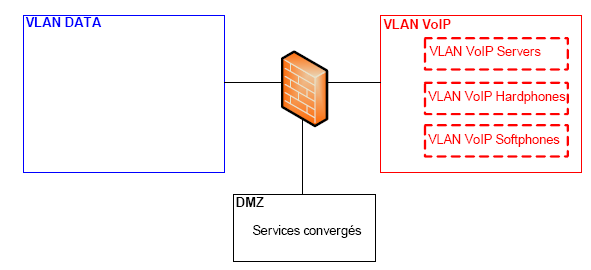 VLAN DATA
VLAN VoIP
VLAN VoIP Servers
VLAN VoIP Hardphones
VLAN VoIP Softphones
DMZ
Services convergés